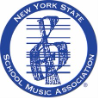 NEW YORK STATE
SCHOOL MUSIC ASSOCIATION